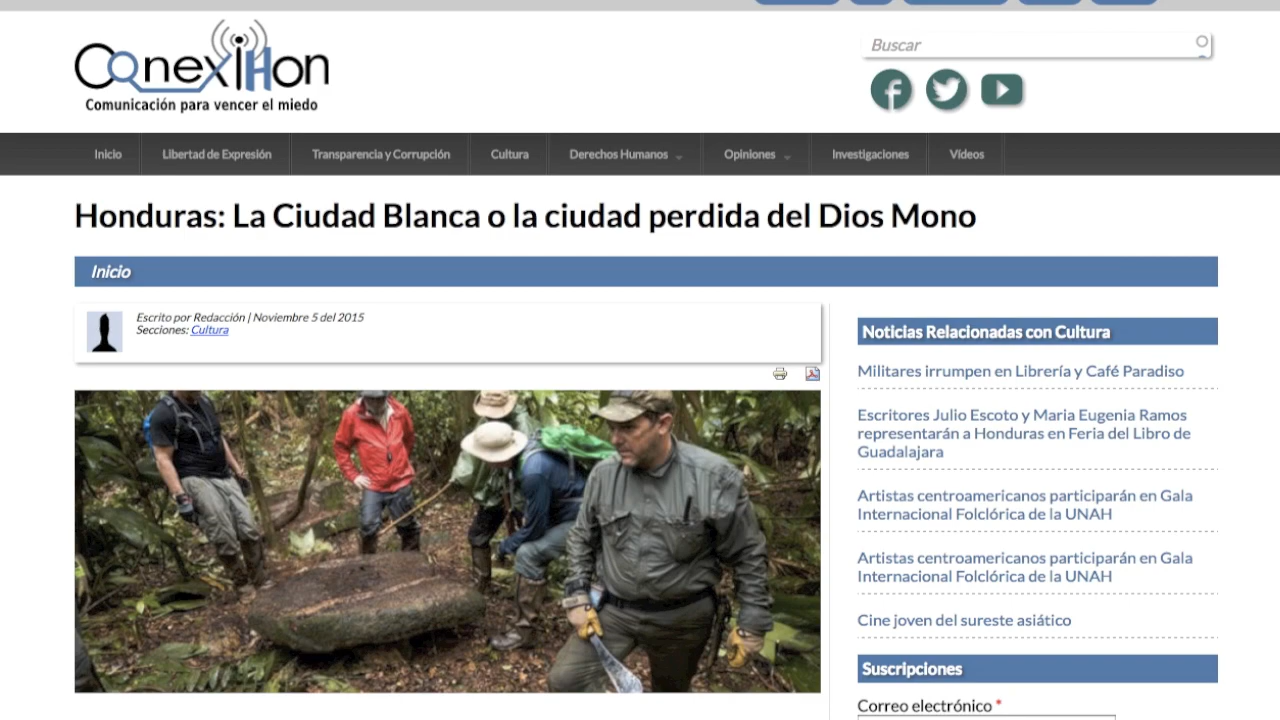 ConexiHon
Comunicación para vencer el miedo
Buscar
Inicio
Libertad de Expresión
Transparencia y Corrupción
Cultura
Derechos Humanos
Opiniones
Investigaciones
Vídeos
Honduras: La Ciudad Blanca o la ciudad perdida del Dios Mono
Inicio
Escrito por Redacción | Noviembre 5 del 2015
Secciones: Cultura
Noticias Relacionadas con Cultura
Militares irrumpen en Librería y Café Paradiso
Escritores Julio Escoto y Maria Eugenia Ramos
representarán a Honduras en Feria del Libro de
Guadalajara
Artistas centroamericanos participarán en Gala
Internacional Folclórica de la UNAH
Artistas centroamericanos participarán en Gala
Internacional Folclórica de la UNAH
Cine joven del sureste asiático
Suscripciones
Correo electrónico *